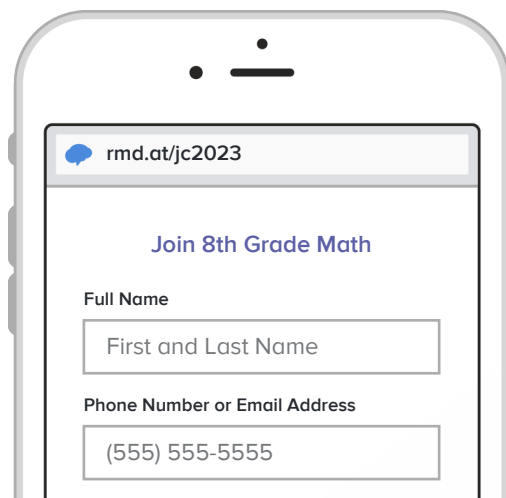 rmd.at/jc2023
Join 8th Grade Math
Full Name
First and Last Name
Phone Number or Email Address
(555) 555-5555